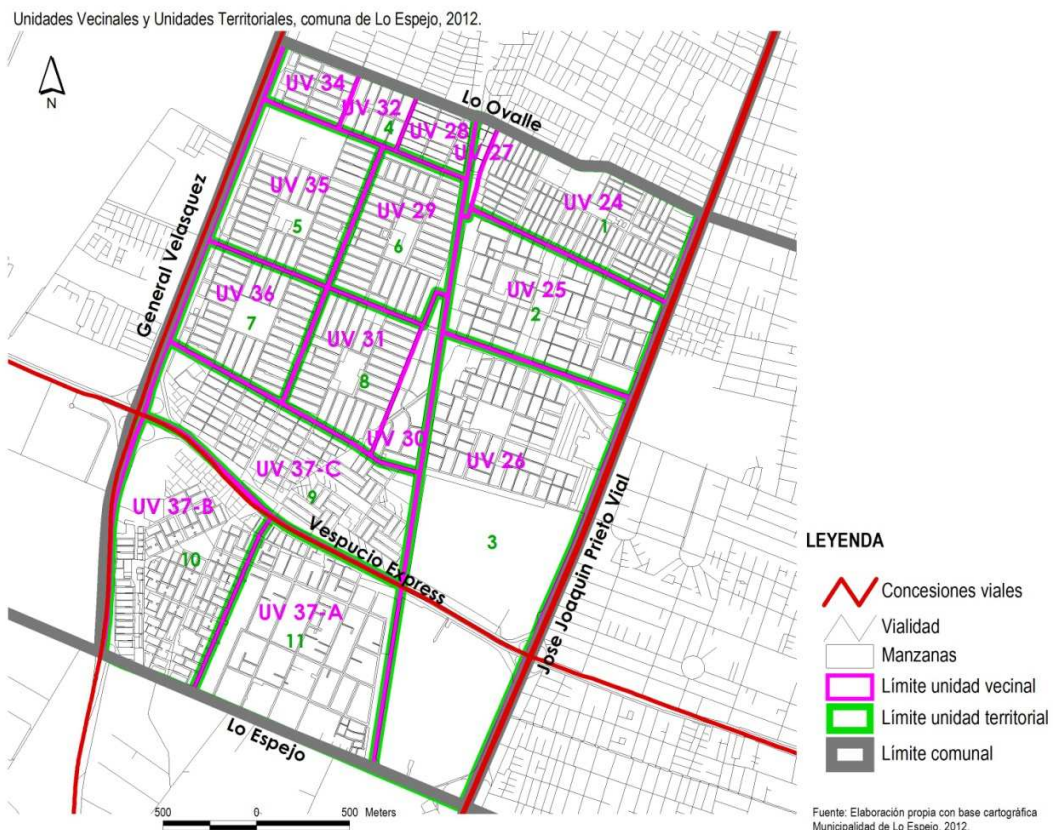 Unidades Vecinales y Unidades Territoriales, comuna de Lo Espejo, 2012.
N
UV 34
UV 32
4
UV 28
UV 27
Lo Ovalle
UV 24
1
UV 35
5
UV 29
6
UV 25
2
General Velasquez
UV 36
7
UV 31
8
UV 30
UV 26
UV 37-C
9
UV 37-B
10
Vespucio Express
3
Jose Joaquin Prieto Vial
UV 37-A
11
Lo Espejo
500 0 500 Meters
LEYENDA
Concesiones viales
Vialidad
Manzanas
Límite unidad vecinal
Límite unidad territorial
Límite comunal
Fuente: Elaboración propia con base cartográfica
Municipalidad de Lo Espejo, 2012.